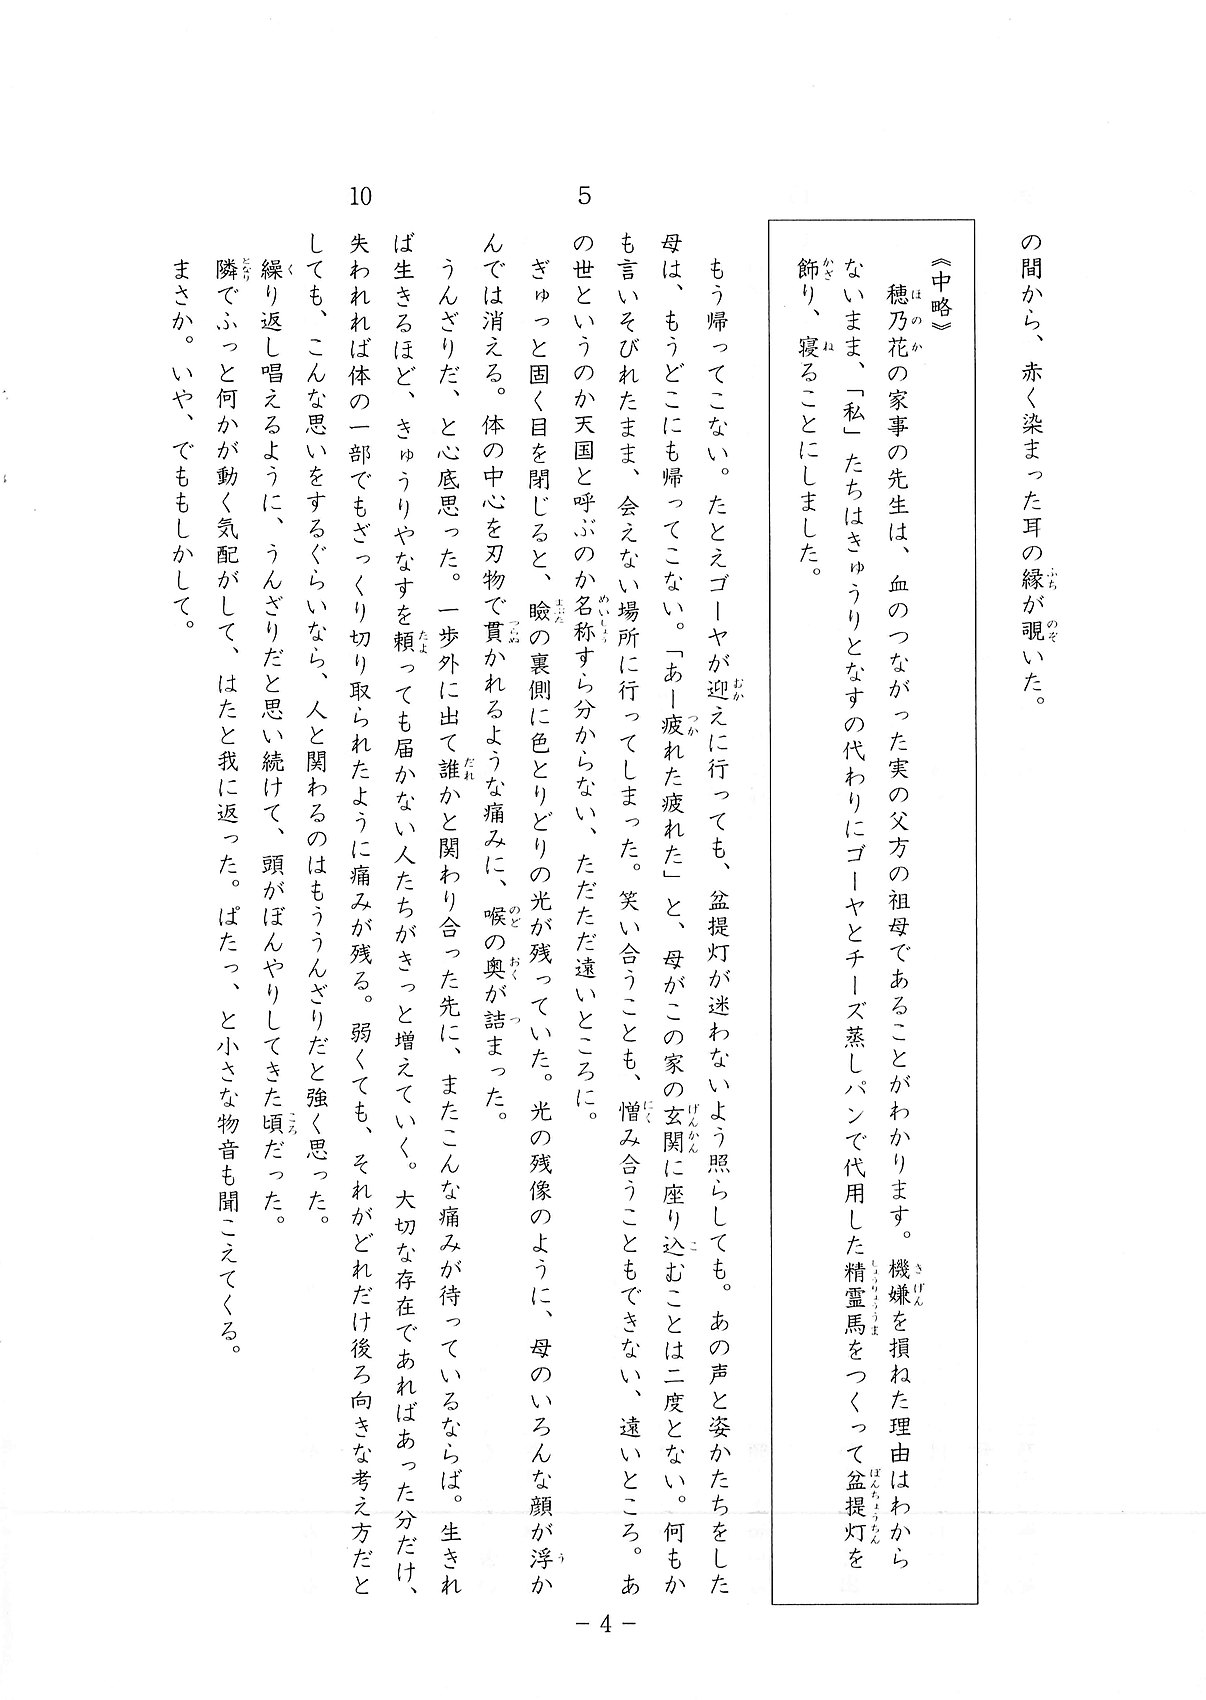 の間から、赤く染まった耳の縁が覗いた。
《中略》
穂乃花の家事の先生は、血のつながった実の父方の祖母であることがわかります。機嫌を損ねた理由はわから
ないまま、「私」たちはきゅうりとなすの代わりにゴーヤとチーズ蒸しパンで代用した精霊馬をつくって盆提灯を
飾り、寝ることにしました。
もう帰ってこない。たとえゴーヤが迎えに行っても、盆提灯が迷わないよう照らしても。あの声と姿かたちをした
母は、もうどこにも帰ってこない。「あー疲れた疲れた」と、母がこの家の玄関に座り込むことは二度とない。何もか
も言いそびれたまま、会えない場所に行ってしまった。笑い合うことも、憎み合うこともできない、遠いところ。あ
5
の世というのか天国と呼ぶのか名称すら分からない、ただただ遠いところに。
ぎゅっと固く目を閉じると、瞼の裏側に色とりどりの光が残っていた。光の残像のように、母のいろんな顔が浮か
んでは消える。体の中心を刃物で貫かれるような痛みに、喉の奥が詰まった。
うんざりだ、と心底思った。一歩外に出て誰かと関わり合った先に、またこんな痛みが待っているならば。生きれ
ば生きるほど、きゅうりやなすを頼っても届かない人たちがきっと増えていく。大切な存在であればあった分だけ、
10
失われれば体の一部でもざっくり切り取られたように痛みが残る。弱くても、それがどれだけ後ろ向きな考え方だと
しても、こんな思いをするぐらいなら、人と関わるのはもううんざりだと強く思った。
繰り返し唱えるように、うんざりだと思い続けて、頭がぼんやりしてきた頃だった。
隣でふっと何かが動く気配がして、はたと我に返った。ぱたっ、と小さな物音も聞こえてくる。
まさか。いや、でももしかして。
- 4 -